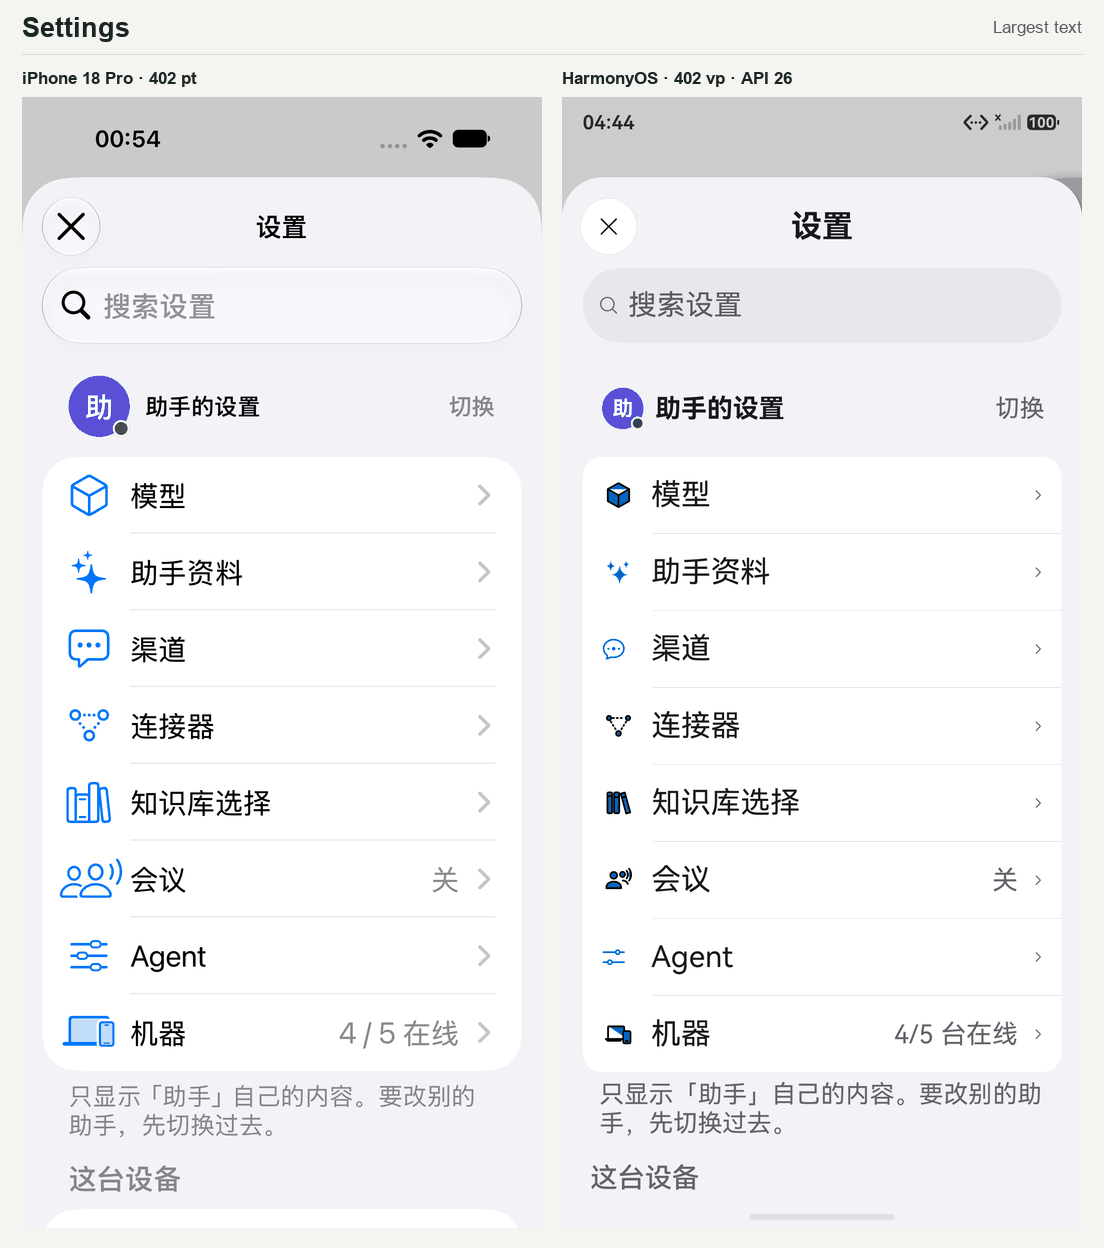 Settings
Largest text
iPhone 18 Pro · 402 pt
00:54
设置
搜索设置
助
助手的设置
切换
模型
助手资料
渠道
连接器
知识库选择
会议
关
Agent
机器
4 / 5 在线
只显示「助手」自己的内容。要改别的
助手，先切换过去。
这台设备
HarmonyOS · 402 vp · API 26
04:44
100
设置
搜索设置
助
助手的设置
切换
模型
助手资料
渠道
连接器
知识库选择
会议
关
Agent
机器
4/5 台在线
只显示「助手」自己的内容。要改别的助
手，先切换过去。
这台设备